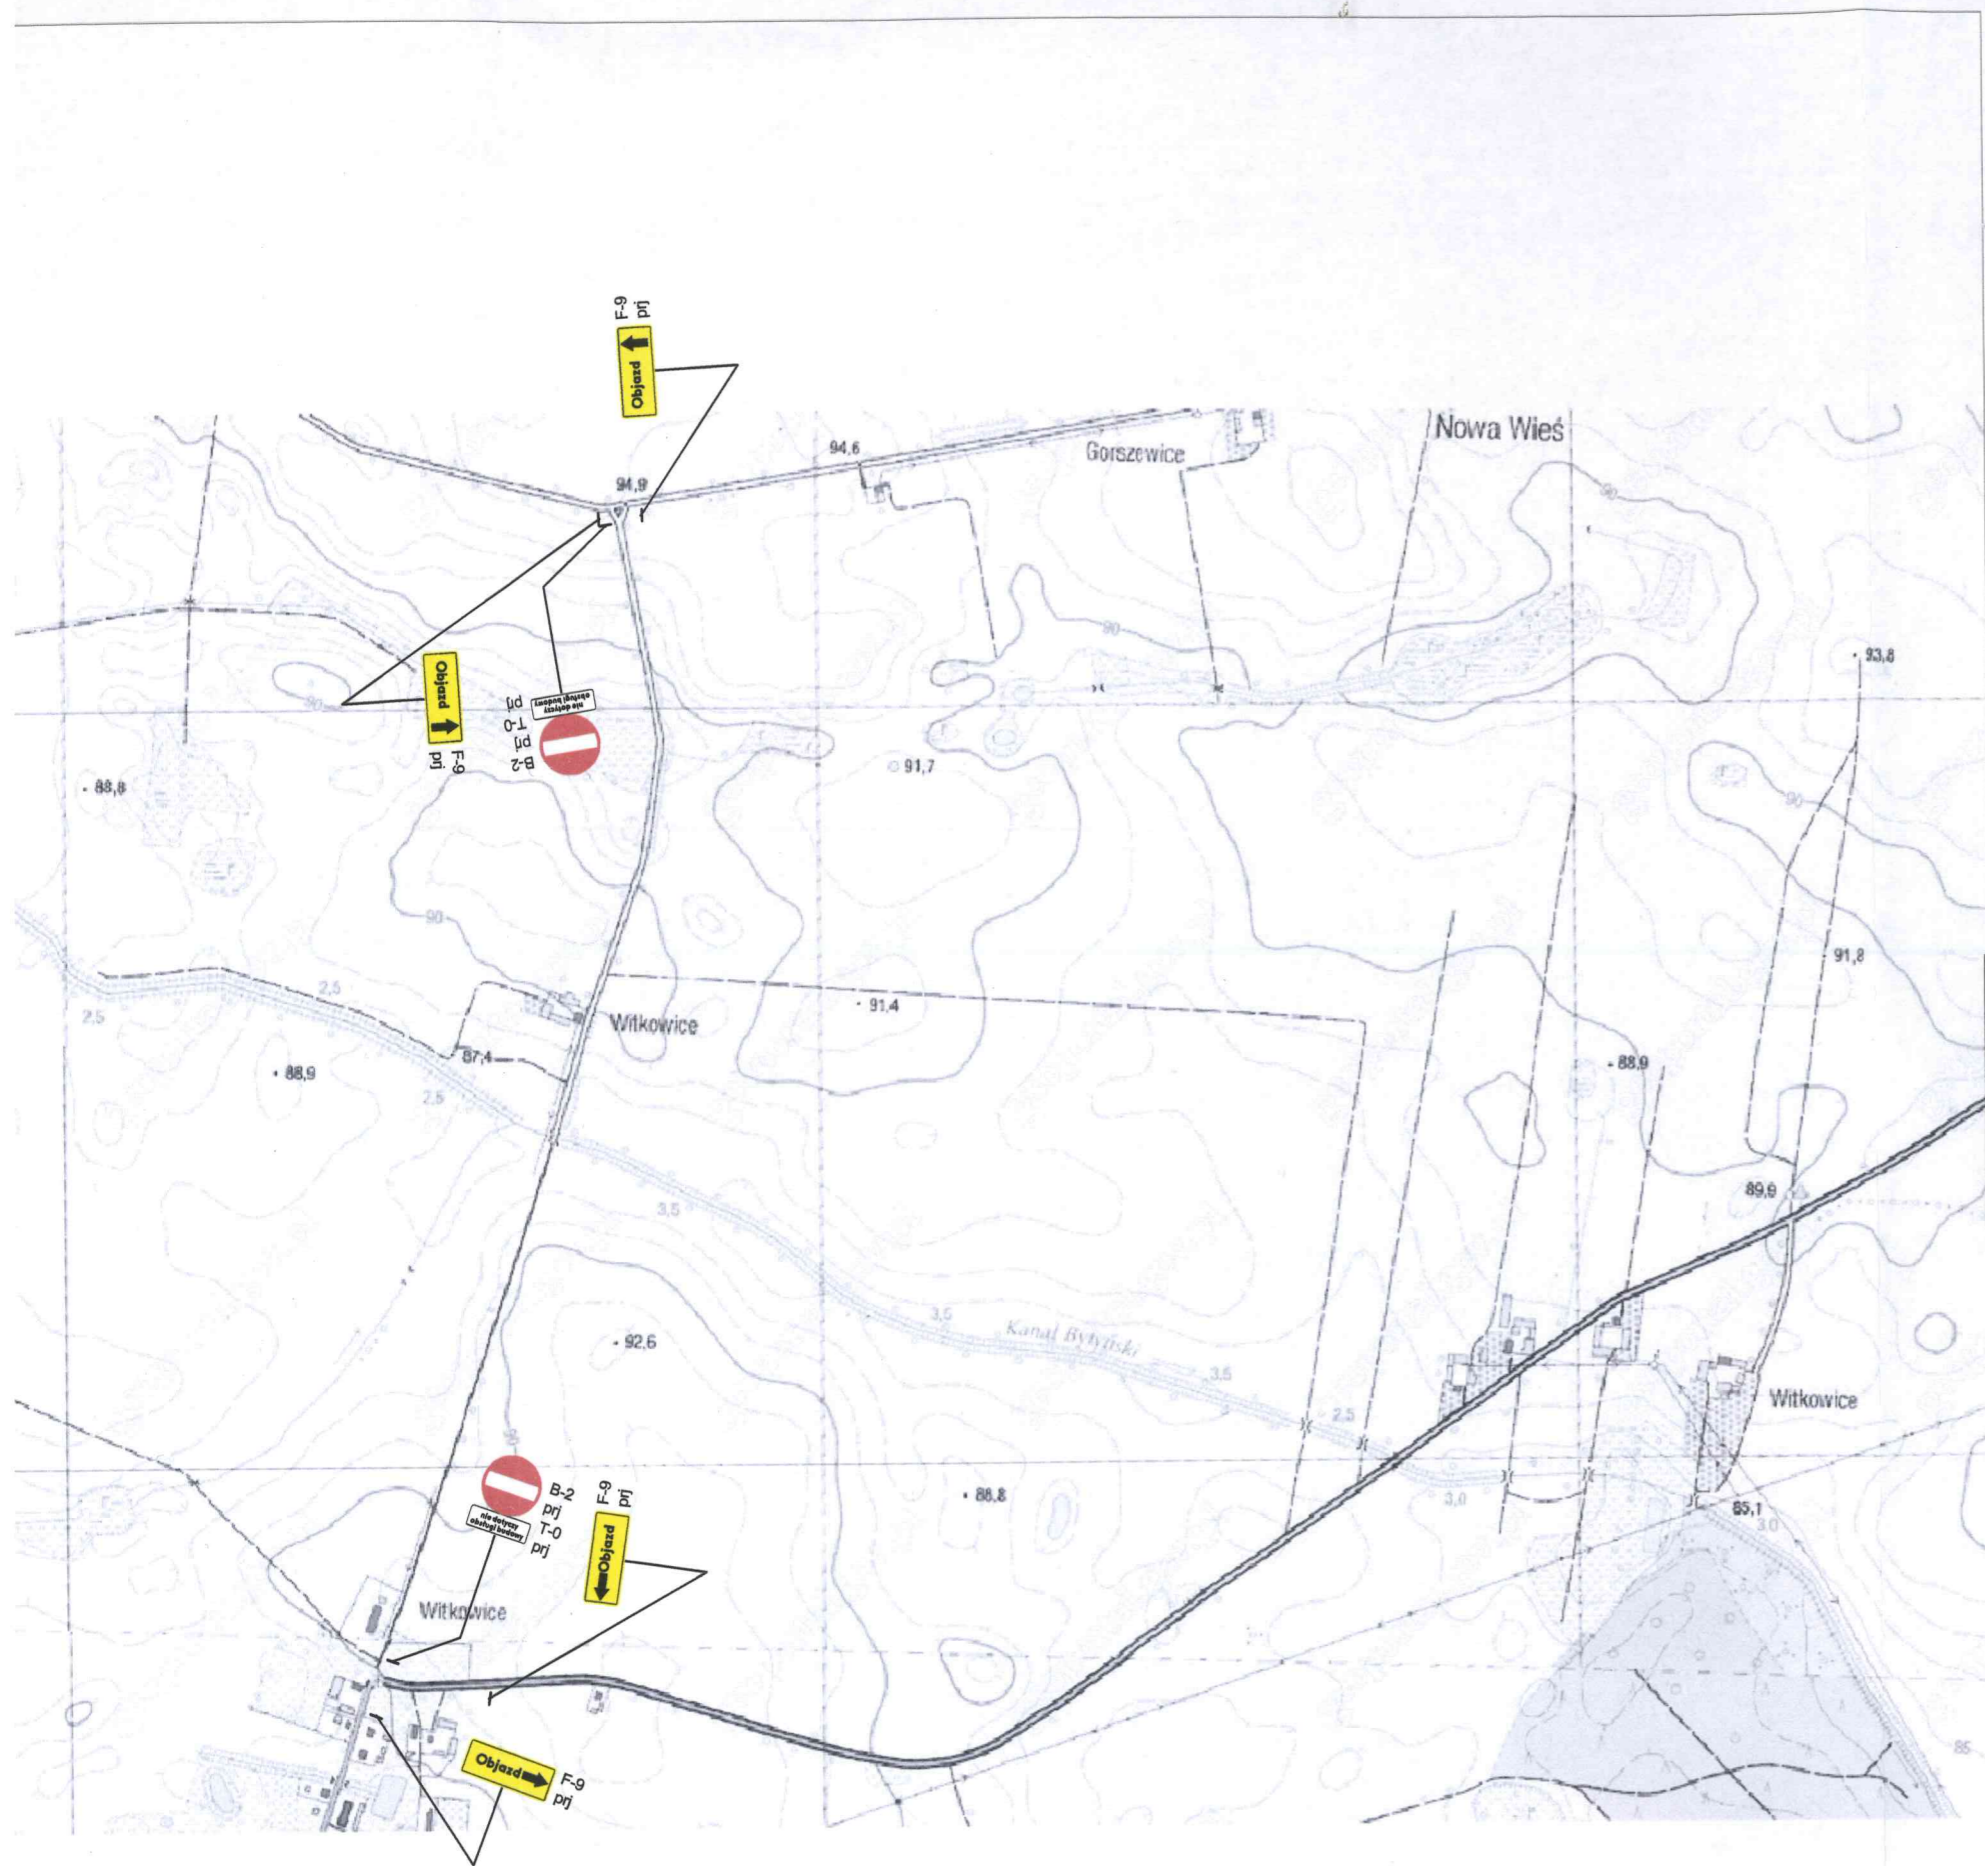 F-9
prj
Objazd
Nowa Wieś
94,6
Gorszewice
94,9
90
90
93,8
Objazd
F-9
prj
nie dotyczy
obsługi budowy
B-2
prj
T-0
prj
90
91,7
88,8
90
90
91,8
2,5
2,5
91,4
Witkowice
87,4
88,9
88,9
2,5
89,9
3,5
3,5
Kanał Bytyński
92,6
3,5
2,5
Witkowice
B-2
prj
T-0
prj
nie dotyczy
obsługi budowy
F-9
prj
Objazd
88,8
3,0
85,1
3,0
Witkowice
Objazd
F-9
prj
85